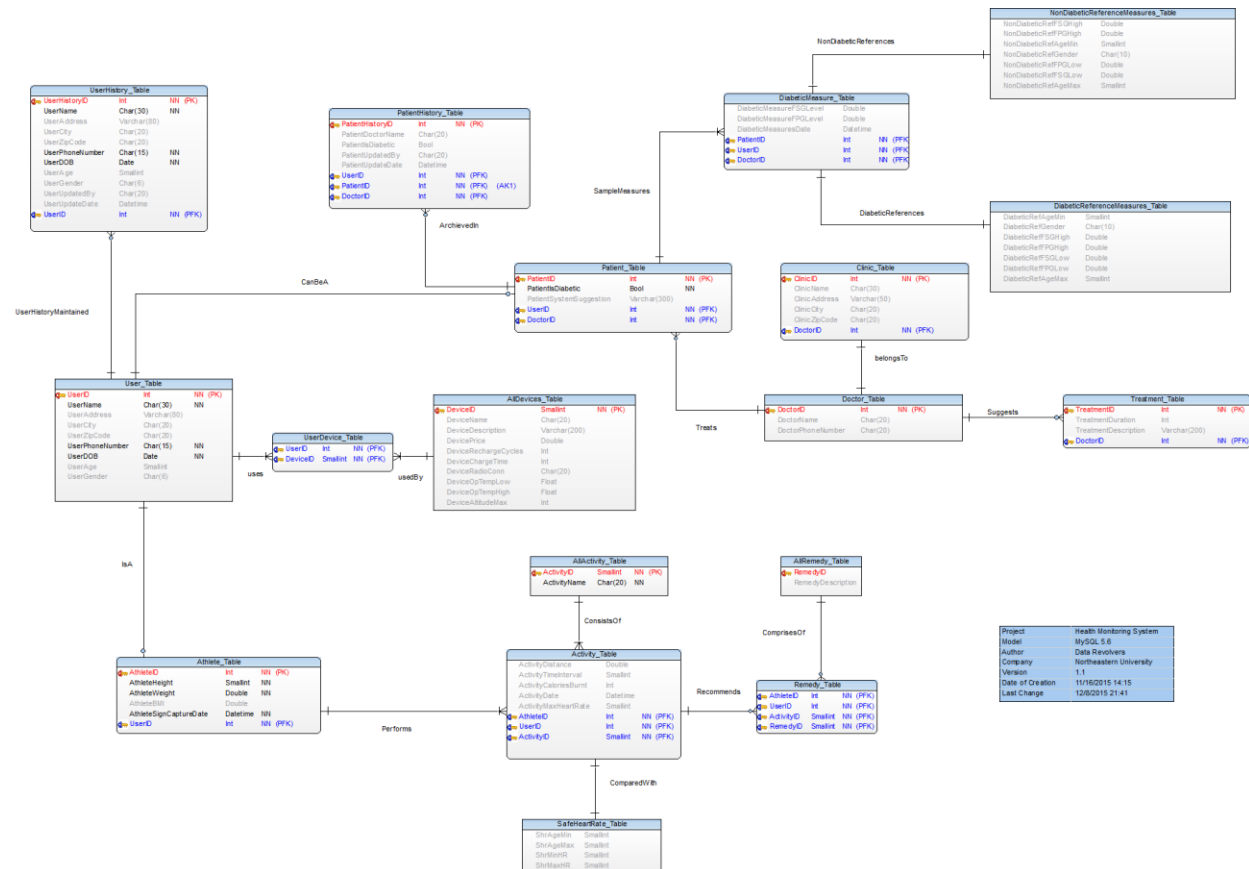 NonDiabeticReferenceMeasures_Table
NonDiabeticRefFSGHigh Double
NonDiabeticRefFPGHigh Double
NonDiabeticRefAgeMin Smallint
NonDiabeticRefGender Char(10)
NonDiabeticRefFPGLow Double
NonDiabeticRefFSGLow Double
NonDiabeticRefAgeMax Smallint
NonDiabeticReferences
UserHistory_Table
UserHistoryID Int NN (PK)
UserName Char(30) NN
UserAddress Varchar(80)
UserCity Char(20)
UserZipCode Char(20)
UserPhoneNumber Char(15) NN
UserDOB Date NN
UserAge Smallint
UserGender Char(6)
UserUpdatedBy Char(20)
UserUpdateDate Datetime
UserID Int NN (PFK)
PatientHistory_Table
PatientHistoryID Int NN (PK)
PatientDoctorName Char(20)
PatientIsDiabetic Bool
PatientUpdatedBy Char(20)
PatientUpdateDate Datetime
UserID Int NN (PFK)
PatientID Int NN (PFK) (AK1)
DoctorID Int NN (PFK)
DiabeticMeasure_Table
DiabeticMeasureFSGLevel Double
DiabeticMeasureFPGLevel Double
DiabeticMeasuresDate Datetime
PatientID Int NN (PFK)
UserID Int NN (PFK)
DoctorID Int NN (PFK)
SampleMeasures
DiabeticReferences
ArchievedIn
DiabeticReferenceMeasures_Table
DiabeticRefAgeMin Smallint
DiabeticRefGender Char(10)
DiabeticRefFSGHigh Double
DiabeticRefFPGHigh Double
DiabeticRefFSGLow Double
DiabeticRefFPGLow Double
DiabeticRefAgeMax Smallint
CanBeA
UserHistoryMaintained
Patient_Table
PatientID Int NN (PK)
PatientIsDiabetic Bool NN
PatientSystemSuggestion Varchar(300)
UserID Int NN (PFK)
DoctorID Int NN (PFK)
Clinic_Table
ClinicID Int NN (PK)
ClinicName Char(30)
ClinicAddress Varchar(50)
ClinicCity Char(20)
ClinicZipCode Char(20)
DoctorID Int NN (PFK)
belongsTo
User_Table
UserID Int NN (PK)
UserName Char(30) NN
UserAddress Varchar(80)
UserCity Char(20)
UserZipCode Char(20)
UserPhoneNumber Char(15) NN
UserDOB Date NN
UserAge Smallint
UserGender Char(6)
UserDevice_Table
UserID Int NN (PFK)
DeviceID Smallint NN (PFK)
uses
usedBy
AllDevices_Table
DeviceID Smallint NN (PK)
DeviceName Char(20)
DeviceDescription Varchar(200)
DevicePrice Double
DeviceRechargeCycles Int
DeviceChargeTime Int
DeviceRadioConn Char(20)
DeviceOpTempLow Float
DeviceOpTempHigh Float
DeviceAltitudeMax Int
Treats
Doctor_Table
DoctorID Int NN (PK)
DoctorName Char(20)
DoctorPhoneNumber Char(20)
Suggests
Treatment_Table
TreatmentID Int NN (PK)
TreatmentDuration Int
TreatmentDescription Varchar(200)
DoctorID Int NN (PFK)
IsA
AllActivity_Table
ActivityID Smallint NN (PK)
ActivityName Char(20) NN
ConsistsOf
AllRemedy_Table
RemedyID
RemedyDescription
ComprisesOf
Athlete_Table
AthleteID Int NN (PK)
AthleteHeight Smallint NN
AthleteWeight Double NN
AthleteBMI Double
AthleteSignCaptureDate Datetime NN
UserID Int NN (PFK)
Performs
Activity_Table
ActivityDistance Double
ActivityTimeInterval Smallint
ActivityCaloriesBurnt Int
ActivityDate Datetime
ActivityMaxHeartRate Smallint
AthleteID Int NN (PFK)
UserID Int NN (PFK)
ActivityID Smallint NN (PFK)
Recommends
Remedy_Table
AthleteID Int NN (PFK)
UserID Int NN (PFK)
ActivityID Smallint NN (PFK)
RemedyID Smallint NN (PFK)
Project Health Monitoring System
Model MySQL 5.6
Author Data Revolvers
Company Northeastern University
Version 1.1
Date of Creation 11/16/2015 14:15
Last Change 12/8/2015 21:41
ComparedWith
SafeHeartRate_Table
ShrAgeMin Smallint
ShrAgeMax Smallint
ShrMinHR Smallint
ShrMaxHR Smallint